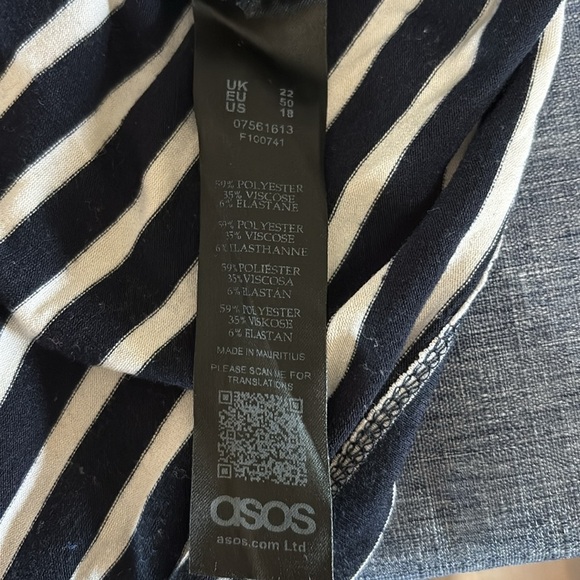 UK 22
EU 50
US 18
07561613
F100741
59% POLYESTER
35% VISCOSE
6% ELASTANE
59% POLYESTER
35% VISCOSE
6% ELASTHANNE
59% POLIÉSTER
35% VISCOSA
6% ELASTÁN
59% POLYESTER
35% VISKOSE
6% ELASTAN
MADE IN MAURITIUS
PLEASE SCAN ME FOR
TRANSLATIONS
asos
asos.com Ltd